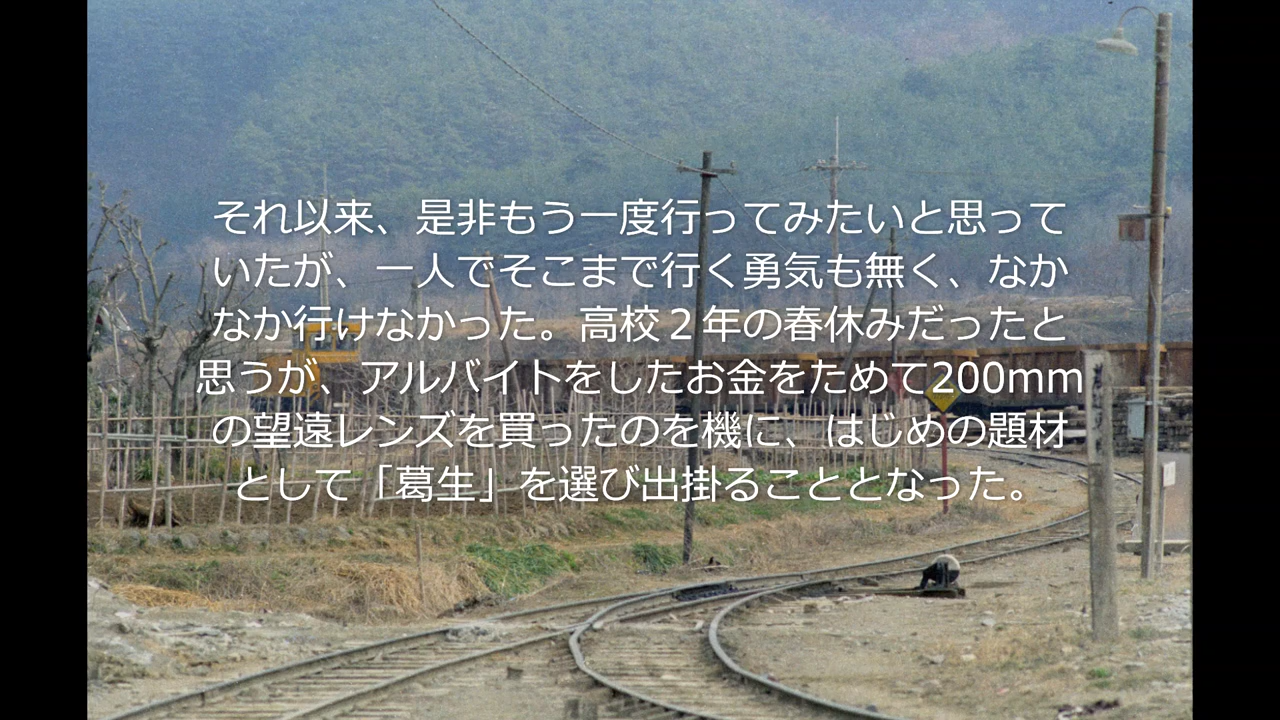 それ以来、是非もう一度行ってみたいと思って
いたが、一人でそこまで行く勇気も無く、なか
なか行けなかった。高校２年の春休みだったと
思うが、アルバイトをしたお金をためて200mm
の望遠レンズを買ったのを機に、はじめの題材
として「葛生」を選び出掛ることとなった。